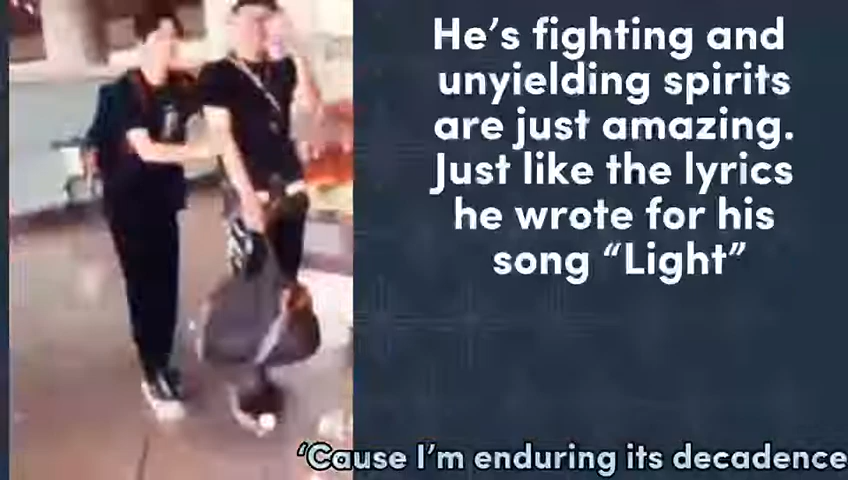 He's fighting and
unyielding spirits
are just amazing.
Just like the lyrics
he wrote for his
song “Light”
‘Cause I'm enduring its decadence